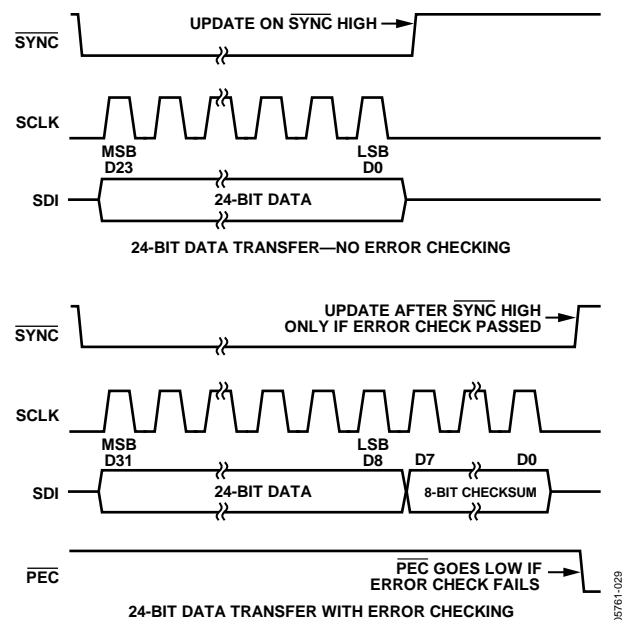 UPDATE ON SYNC HIGH
SYNC
SCLK
MSB
D23
LSB
D0
SDI
24-BIT DATA
24-BIT DATA TRANSFER—NO ERROR CHECKING
UPDATE AFTER SYNC HIGH
ONLY IF ERROR CHECK PASSED
SYNC
SCLK
MSB
D31
LSB
D8
D7
D0
SDI
24-BIT DATA
8-BIT CHECKSUM
PEC
PEC GOES LOW IF
ERROR CHECK FAILS
24-BIT DATA TRANSFER WITH ERROR CHECKING
05761-029